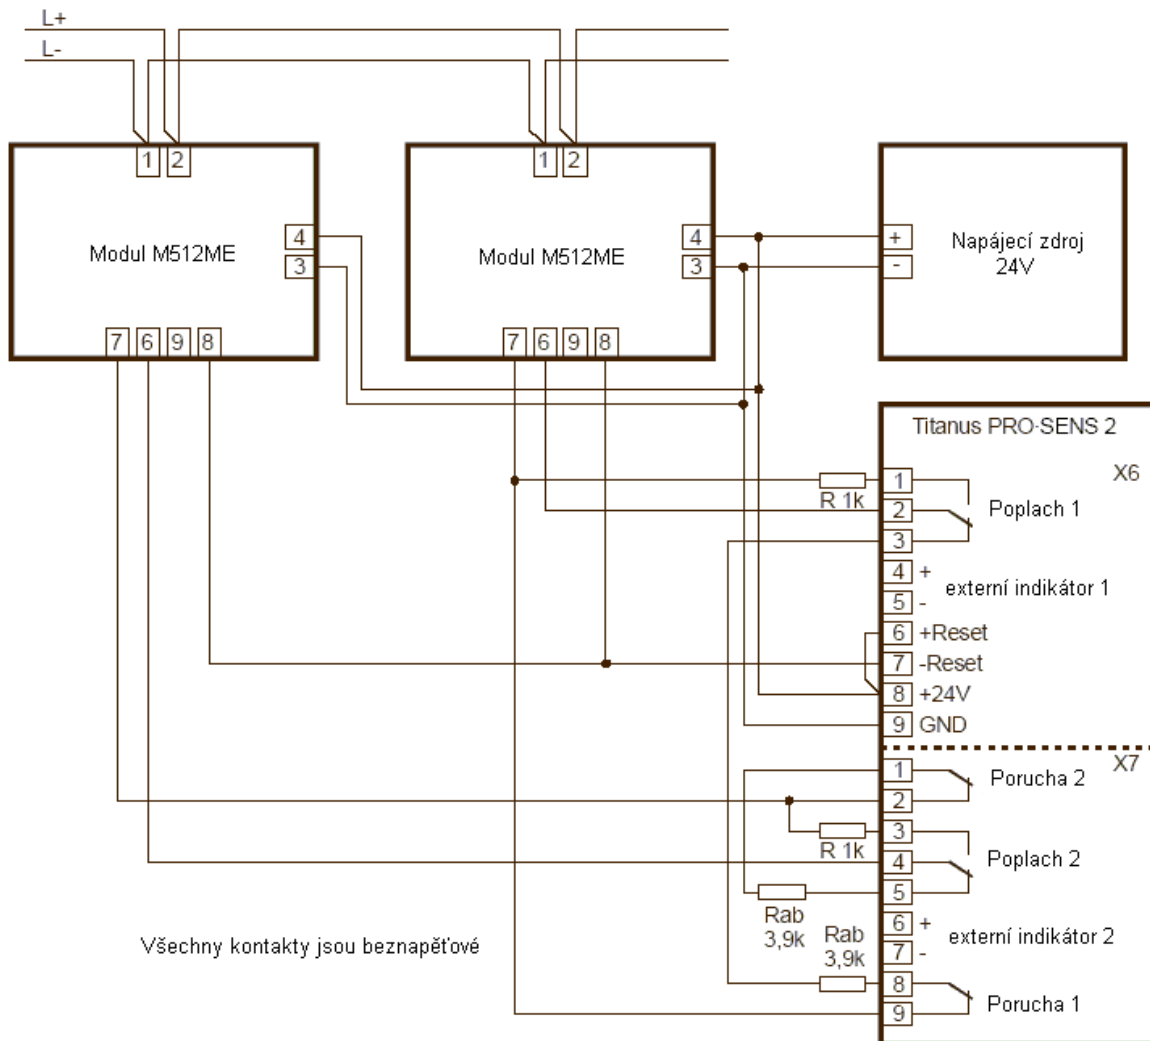 L+
L-
1 2
1 2
4
3
Modul M512ME
4
3
Modul M512ME
+
-
Napájecí zdroj
24V
7 6 9 8
7 6 9 8
Titanus PRO-SENS 2
X6
1
R 1k
2
Poplach 1
3
4 +
externí indikátor 1
5 -
6 +Reset
7 -Reset
8 +24V
9 GND
X7
1
Porucha 2
2
3
R 1k
4
Poplach 2
5
Rab
3,9k
6 +
externí indikátor 2
7 -
Rab
3,9k
8
Porucha 1
9
Všechny kontakty jsou beznapěťové